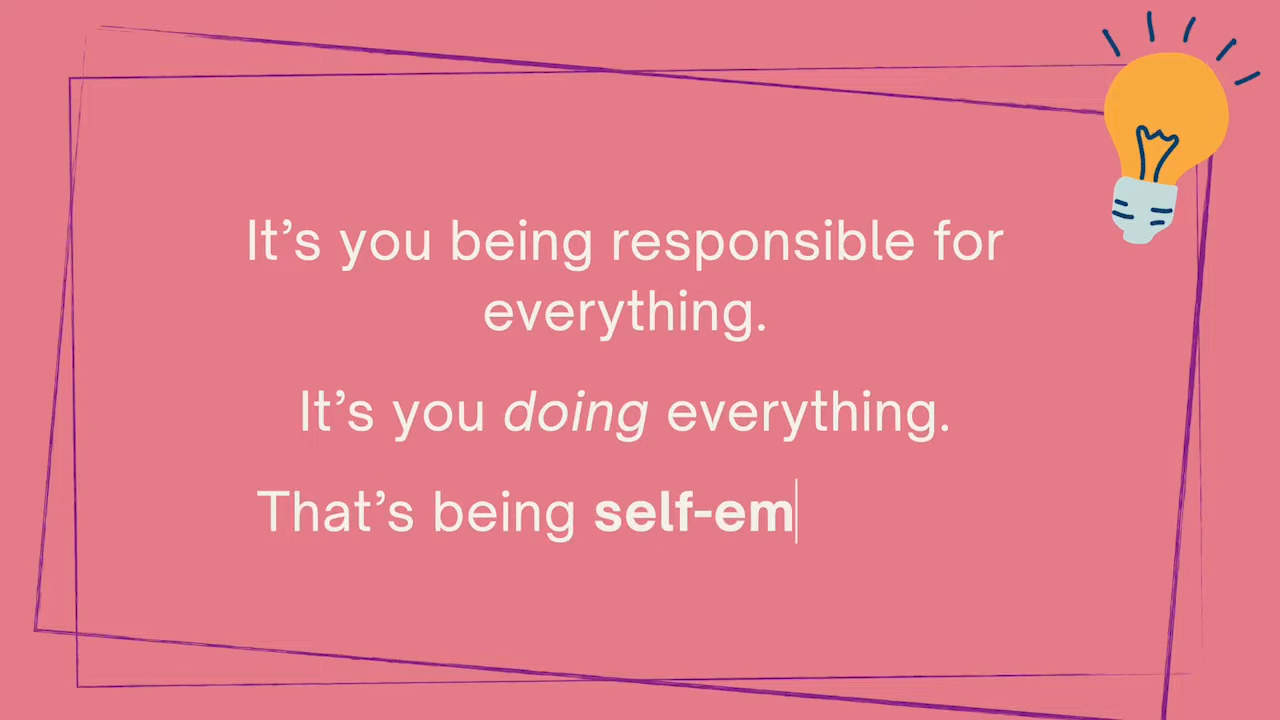 It’s you being responsible for
everything.
It’s you doing everything.
That’s being self-em